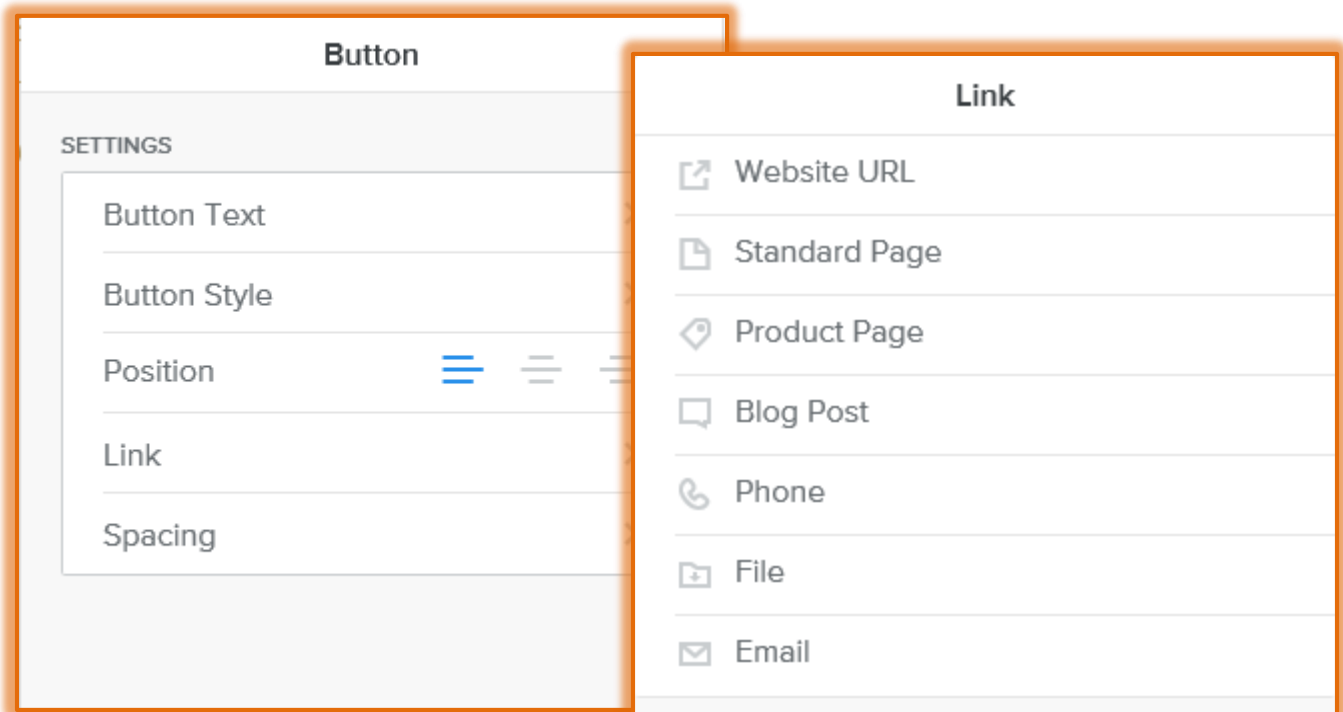 Button
SETTINGS
Button Text
Button Style
Position
Link
Spacing
Link
Website URL
Standard Page
Product Page
Blog Post
Phone
File
Email